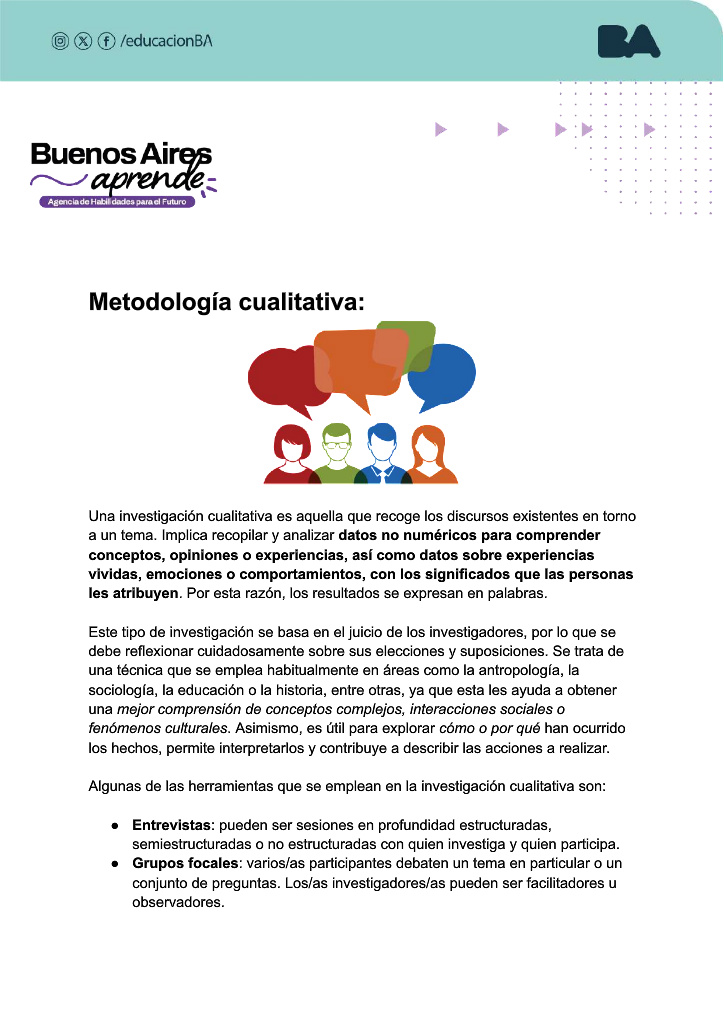 /educacionBA
BA
Buenos Aires
aprende
Agencia de Habilidades para el Futuro
Metodología cualitativa:
Una investigación cualitativa es aquella que recoge los discursos existentes en torno
a un tema. Implica recopilar y analizar datos no numéricos para comprender
conceptos, opiniones o experiencias, así como datos sobre experiencias
vividas, emociones o comportamientos, con los significados que las personas
les atribuyen. Por esta razón, los resultados se expresan en palabras.
Este tipo de investigación se basa en el juicio de los investigadores, por lo que se
debe reflexionar cuidadosamente sobre sus elecciones y suposiciones. Se trata de
una técnica que se emplea habitualmente en áreas como la antropología, la
sociología, la educación o la historia, entre otras, ya que esta les ayuda a obtener
una mejor comprensión de conceptos complejos, interacciones sociales o
fenómenos culturales. Asimismo, es útil para explorar cómo o por qué han ocurrido
los hechos, permite interpretarlos y contribuye a describir las acciones a realizar.
Algunas de las herramientas que se emplean en la investigación cualitativa son:
● Entrevistas: pueden ser sesiones en profundidad estructuradas,
semiestructuradas o no estructuradas con quien investiga y quien participa.
● Grupos focales: varios/as participantes debaten un tema en particular o un
conjunto de preguntas. Los/as investigadores/as pueden ser facilitadores u
observadores.